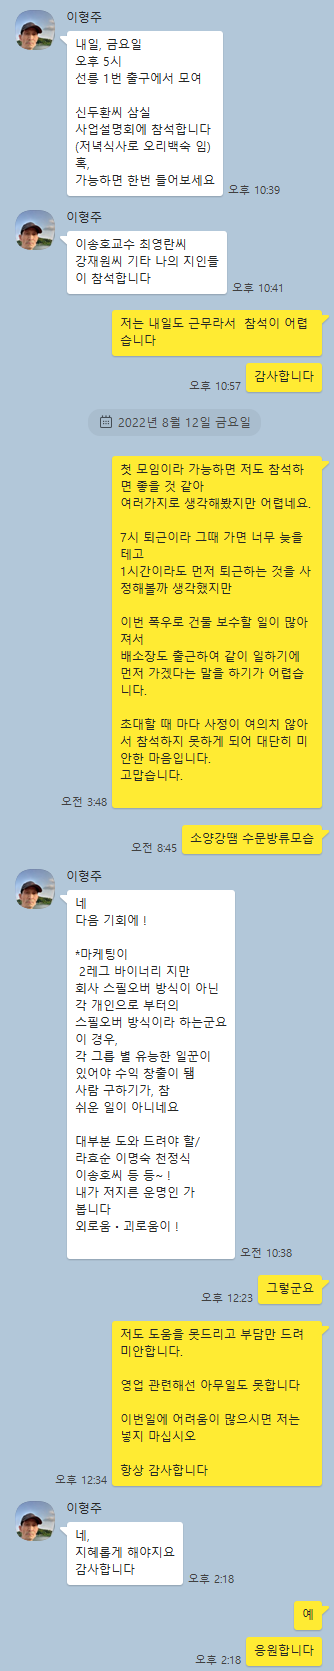 이형주
내일, 금요일
오후 5시
선릉 1번 출구에서 모여
신두환씨 삼실
사업설명회에 참석합니다
(저녁식사로 오리백숙 임)
혹,
가능하면 한번 들어보세요
오후 10:39
이형주
이송호교수 최영란씨
강재원씨 기타 나의 지인들
이 참석합니다
오후 10:41
저는 내일도 근무라서  참석이 어렵
습니다
감사합니다
오후 10:57
2022년 8월 12일 금요일
첫 모임이라 가능하면 저도 참석하
면 좋을 것 같아
여러가지로 생각해봤지만 어렵네요.
7시 퇴근이라 그때 가면 너무 늦을
테고
1시간이라도 먼저 퇴근하는 것을 사
정해볼까 생각했지만
이번 폭우로 건물 보수할 일이 많아
져서
배소장도 출근하여 같이 일하기에
먼저 가겠다는 말을 하기가 어렵습
니다.
초대할 때 마다 사정이 여의치 않아
서 참석하지 못하게 되어 대단히 미
안한 마음입니다.
고맙습니다.
오전 3:48
소양강땜 수문방류모습
오전 8:45
이형주
네
다음 기회에 !
*마케팅이
2레그 바이너리 지만
회사 스필오버 방식이 아닌
각 개인으로 부터의
스필오버 방식이라 하는군요
이 경우,
각 그룹 별 유능한 일꾼이
있어야 수익 창출이 됌
사람 구하기가, 참
쉬운 일이 아니네요
대부분 도와 드려야 할/
라효순 이명숙 천정식
이송호씨 등 등~ !
내가 저지른 운명인 가
봅니다
외로움・괴로움이 !
오전 10:38
그렇군요
오후 12:23
저도 도움을 못드리고 부담만 드려
미안합니다.
영업 관련해선 아무일도 못합니다
이번일에 어려움이 많으시면 저는
넣지 마십시오
항상 감사합니다
오후 12:34
이형주
네,
지혜롭게 해야지요
감사합니다
오후 2:18
예
응원합니다
오후 2:18